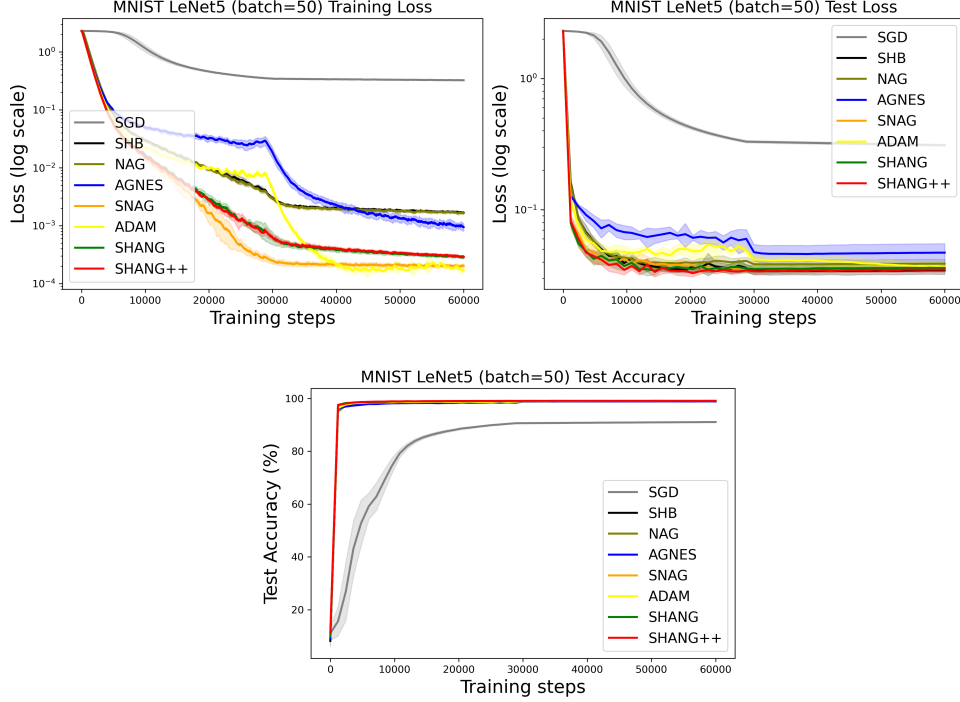 MNIST LeNet5 (batch=50) Training Loss
Loss (log scale)
10⁰
10⁻¹
10⁻²
10⁻³
10⁻⁴
SGD
SHB
NAG
AGNES
SNAG
ADAM
SHANG
SHANG++
0 10000 20000 30000 40000 50000 60000
Training steps
MNIST LeNet5 (batch=50) Test Loss
Loss (log scale)
10⁰
10⁻¹
SGD
SHB
NAG
AGNES
SNAG
ADAM
SHANG
SHANG++
0 10000 20000 30000 40000 50000 60000
Training steps
MNIST LeNet5 (batch=50) Test Accuracy
Test Accuracy (%)
100
80
60
40
20
SGD
SHB
NAG
AGNES
SNAG
ADAM
SHANG
SHANG++
0 10000 20000 30000 40000 50000 60000
Training steps